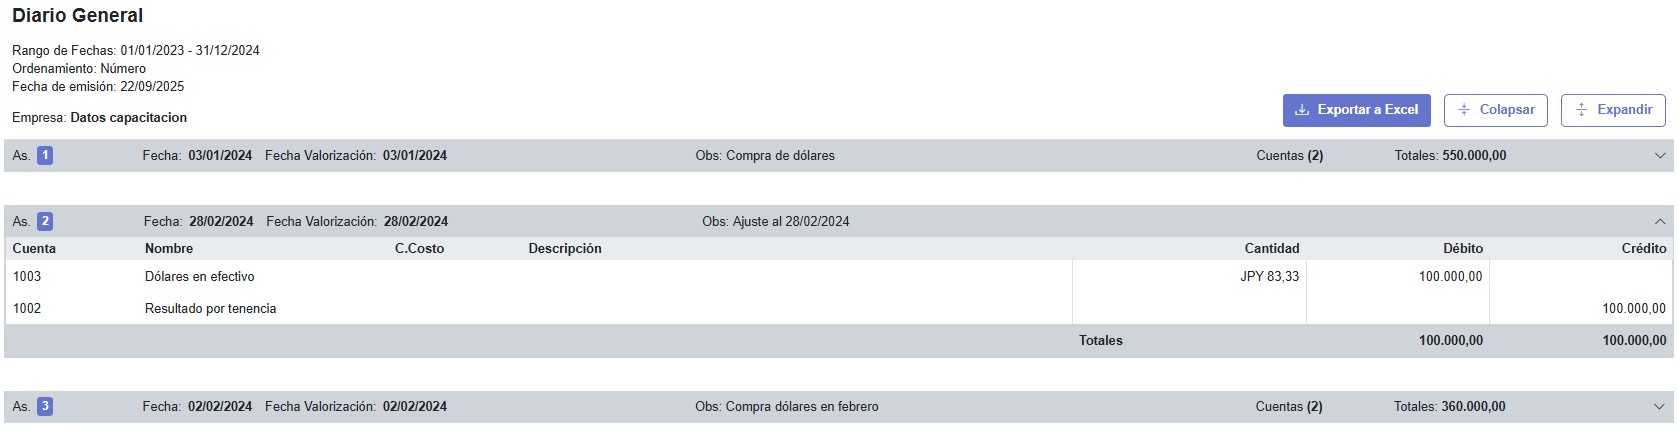 Diario General
Rango de Fechas: 01/01/2023 - 31/12/2024
Ordenamiento: Número
Fecha de emisión: 22/09/2025
Empresa: Datos capacitacion
Exportar a Excel Colapsar Expandir
As. 1 Fecha: 03/01/2024 Fecha Valorización: 03/01/2024 Obs: Compra de dólares Cuentas (2) Totales: 550.000,00
As. 2 Fecha: 28/02/2024 Fecha Valorización: 28/02/2024 Obs: Ajuste al 28/02/2024
Cuenta Nombre C.Costo Descripción Cantidad Débito Crédito
1003 Dólares en efectivo JPY 83,33 100.000,00
1002 Resultado por tenencia 100.000,00
Totales 100.000,00 100.000,00
As. 3 Fecha: 02/02/2024 Fecha Valorización: 02/02/2024 Obs: Compra dólares en febrero Cuentas (2) Totales: 360.000,00